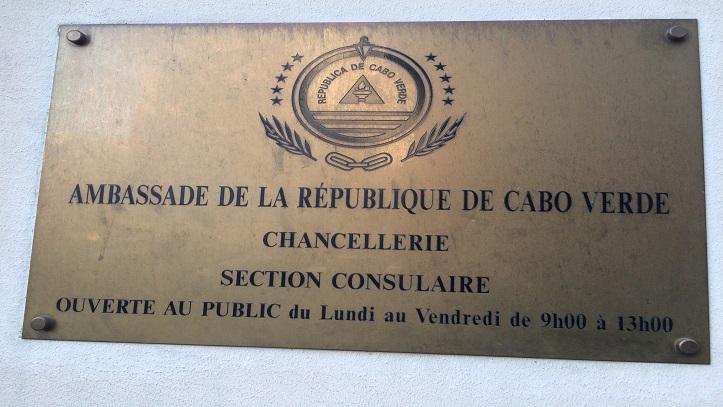 REPÚBLICA DE CABO VERDE
AMBASSADE DE LA RÉPUBLIQUE DE CABO VERDE
CHANCELLERIE
SECTION CONSULAIRE
OUVERTE AU PUBLIC du Lundi au Vendredi de 9h00 à 13h00